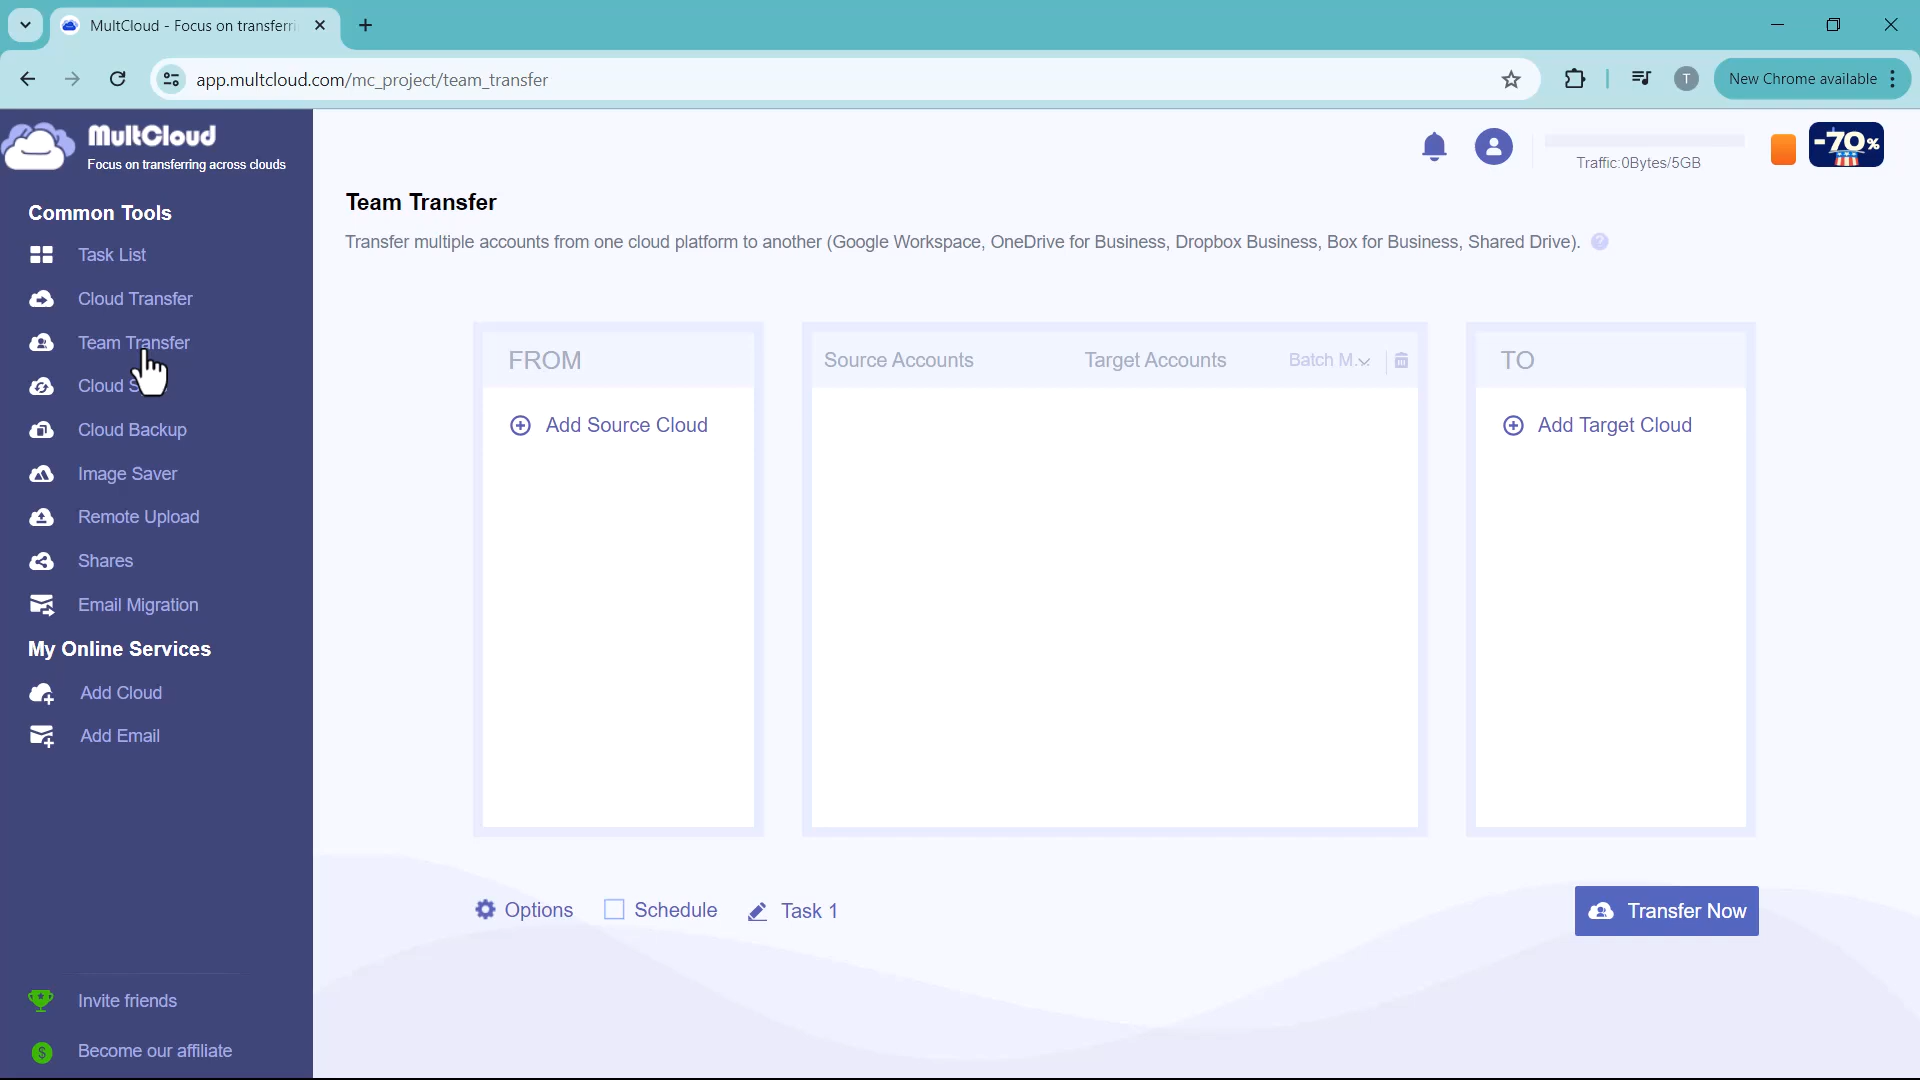 MultCloud - Focus on transferri
app.multcloud.com/mc_project/team_transfer
T
New Chrome available
MultCloud
Focus on transferring across clouds
Traffic:0Bytes/5GB
-70%
Common Tools
Task List
Cloud Transfer
Team Transfer
Cloud S
Cloud Backup
Image Saver
Remote Upload
Shares
Email Migration
My Online Services
Add Cloud
Add Email
Invite friends
$
Become our affiliate
Team Transfer
Transfer multiple accounts from one cloud platform to another (Google Workspace, OneDrive for Business, Dropbox Business, Box for Business, Shared Drive). ?
FROM
Add Source Cloud
Source Accounts
Target Accounts
Batch M...
TO
Add Target Cloud
Options
Schedule
Task 1
Transfer Now